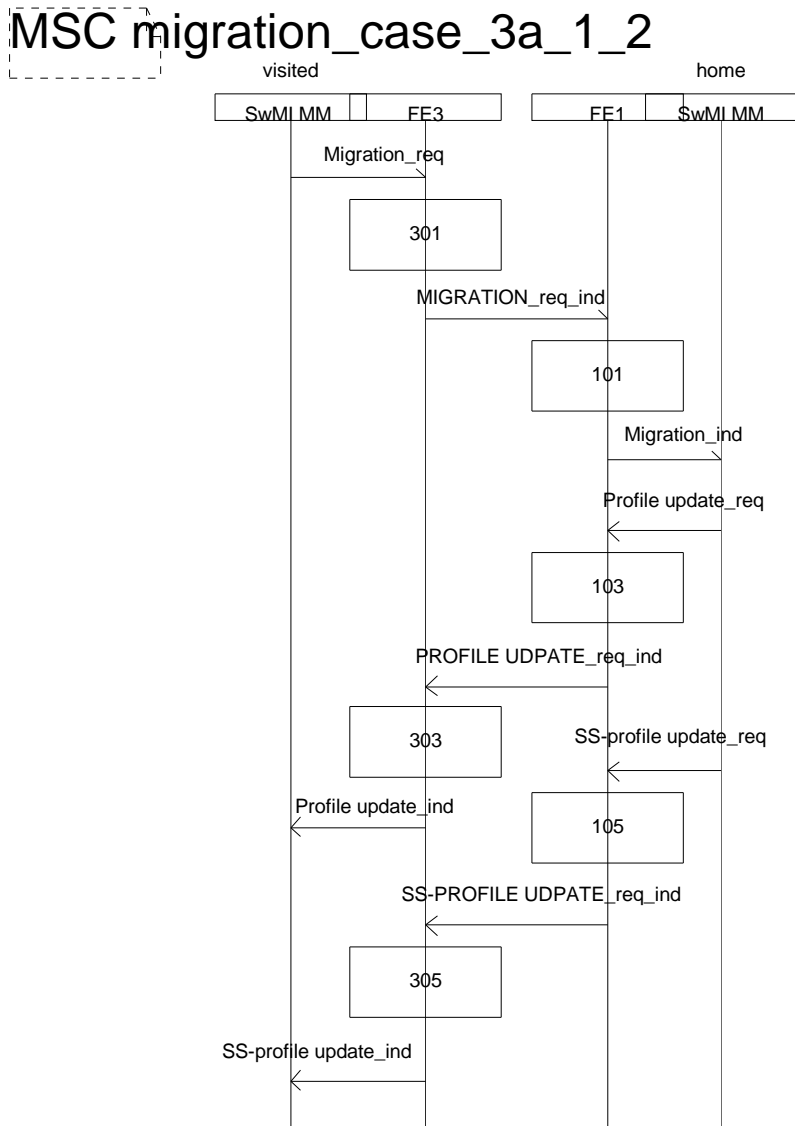 MSC migration_case_3a_1_2
visited home
SwMI MM FE3 FE1 SwMI MM
Migration_req
301
MIGRATION_req_ind
101
Migration_ind
Profile update_req
103
PROFILE UDPATE_req_ind
303
SS-profile update_req
Profile update_ind
105
SS-PROFILE UDPATE_req_ind
305
SS-profile update_ind